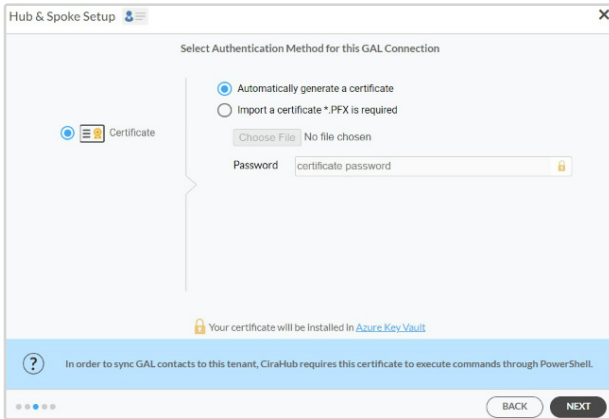 Hub & Spoke Setup
Select Authentication Method for this GAL Connection
Automatically generate a certificate
Import a certificate *.PFX is required
Certificate
Choose File No file chosen
Password certificate password
Your certificate will be installed in Azure Key Vault
? In order to sync GAL contacts to this tenant, CiraHub requires this certificate to execute commands through PowerShell.
BACK NEXT